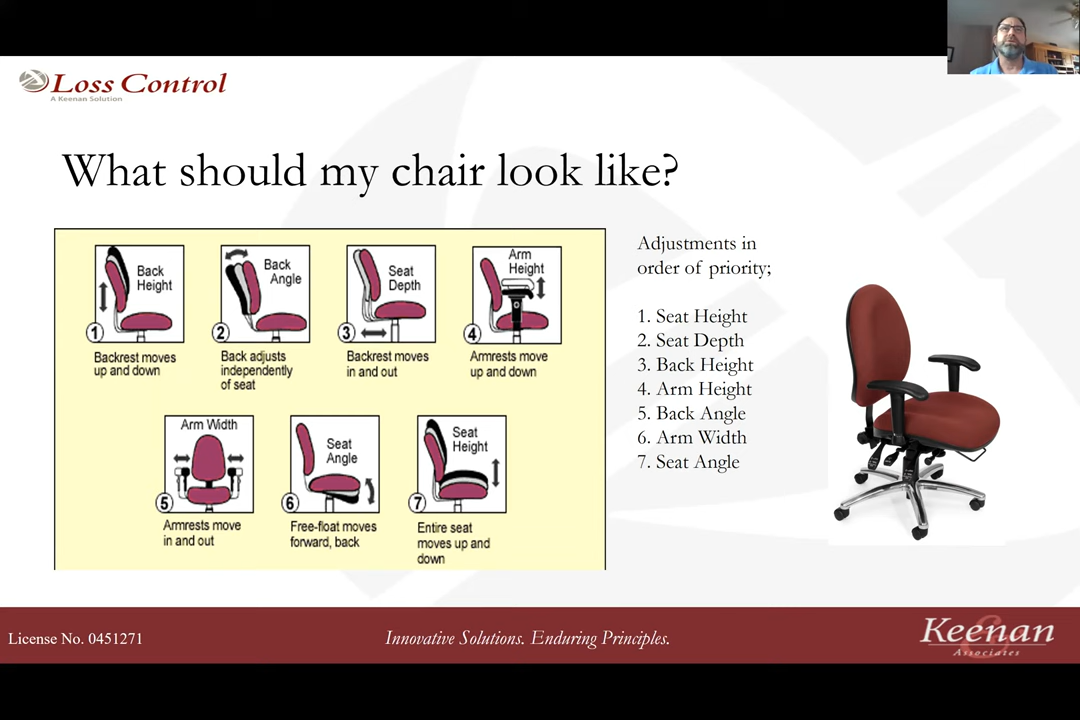 Loss Control
A Keenan Solution
What should my chair look like?
Back
Height
1
Backrest moves
up and down
Back
Angle
2
Back adjusts
independently
of seat
Seat
Depth
3
Backrest moves
in and out
Arm
Height
4
Armrests move
up and down
Arm Width
5
Armrests move
in and out
Seat
Angle
6
Free-float moves
forward, back
Seat
Height
7
Entire seat
moves up and
down
Adjustments in
order of priority;
1. Seat Height
2. Seat Depth
3. Back Height
4. Arm Height
5. Back Angle
6. Arm Width
7. Seat Angle
License No. 0451271
Innovative Solutions. Enduring Principles.
Keenan
&
Associates